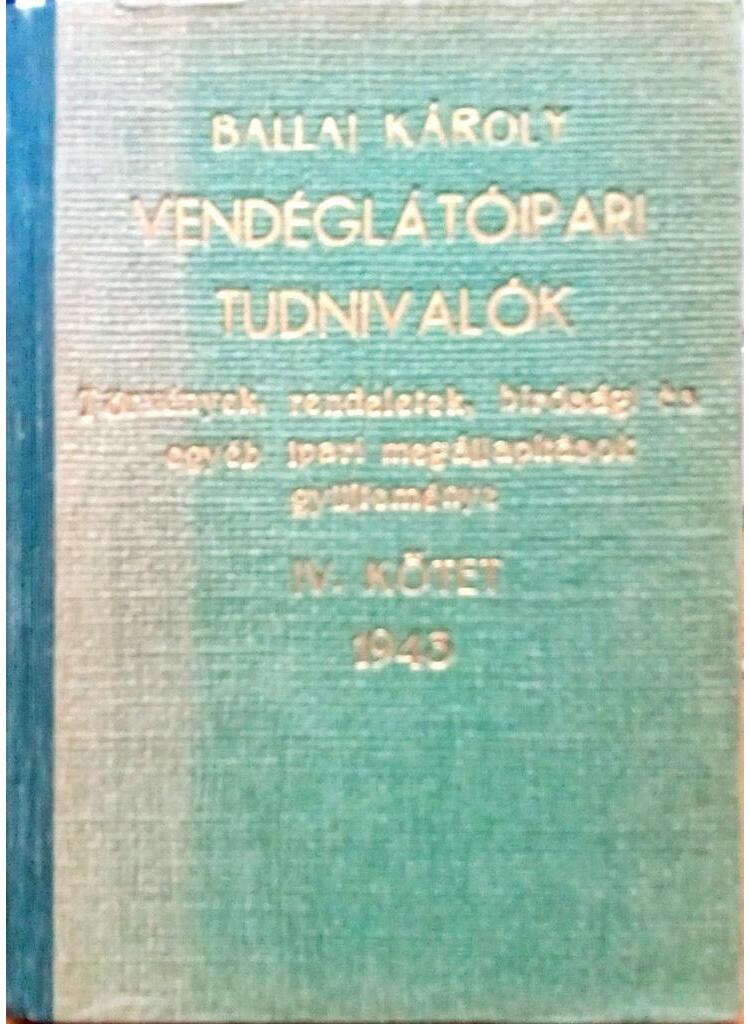 BALLAI KÁROLY
VENDÉGLÁTÓIPARI
TUDNIVALÓK
Törvények, rendeletek, bírósági és
egyéb ipari megállapítások
gyűjteménye
IV. KÖTET
1943